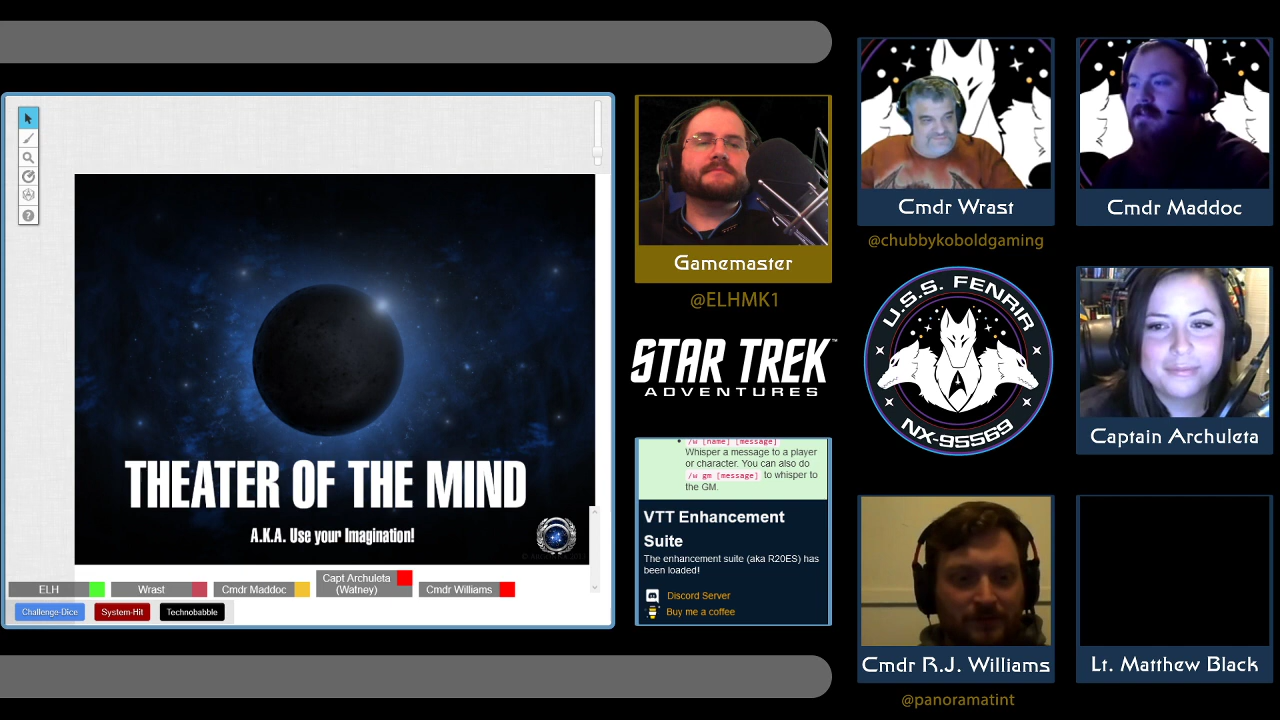 THEATER OF THE MIND
A.K.A. Use your Imagination!
ELH
Wrast
Cmdr Maddoc
Capt Archuleta
(Watney)
Cmdr Williams
Challenge-Dice
System-Hit
Technobabble
Gamemaster
@ELHMK1
STAR TREK™
ADVENTURES
/w [name] [message]
Whisper a message to a player
or character. You can also do
/w gm [message] to whisper to
the GM.
VTT Enhancement
Suite
The enhancement suite (aka R20ES) has
been loaded!
Discord Server
Buy me a coffee
Cmdr Wrast
@chubbykoboldgaming
Cmdr Maddoc
U.S.S. FENRIR
NX-95569
Captain Archuleta
Cmdr R.J. Williams
@panoramatint
Lt. Matthew Black